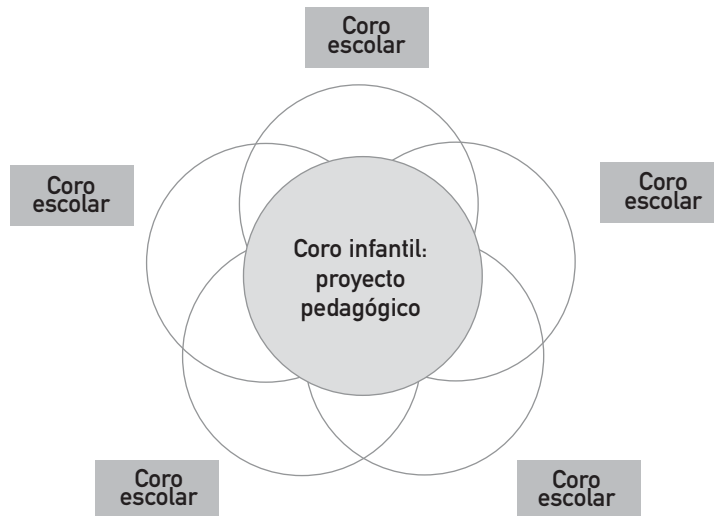 Coro
escolar
Coro
escolar
Coro
escolar
Coro infantil:
proyecto
pedagógico
Coro
escolar
Coro
escolar